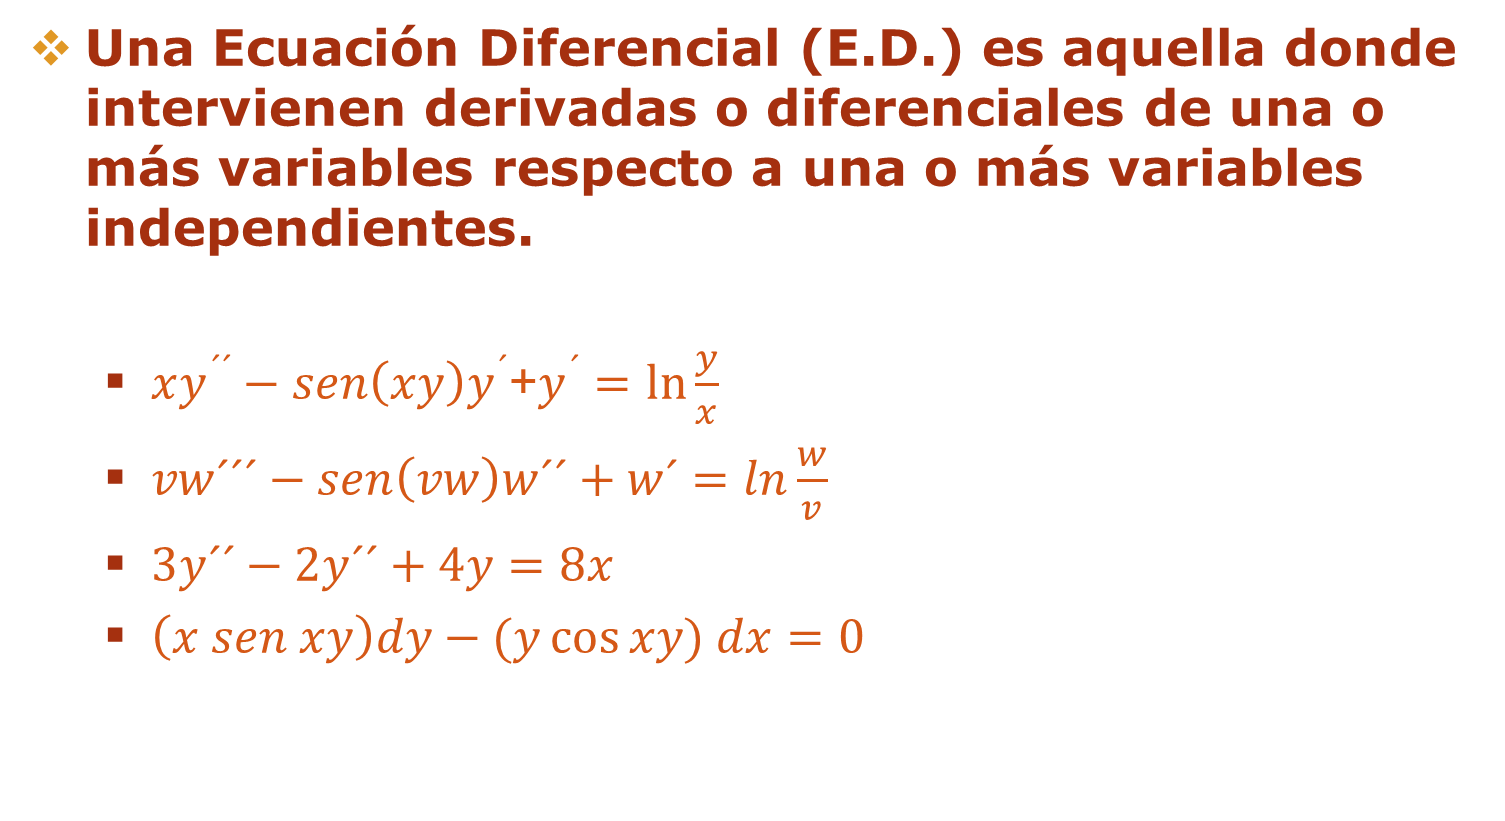 ❖ Una Ecuación Diferencial (E.D.) es aquella donde
intervienen derivadas o diferenciales de una o
más variables respecto a una o más variables
independientes.
▪ xy´´ − sen(xy)y´+y´ = ln y/x
▪ vw´´´ − sen(vw)w´´ + w´ = ln w/v
▪ 3y´´ − 2y´´ + 4y = 8x
▪ (x sen xy)dy − (y cos xy) dx = 0